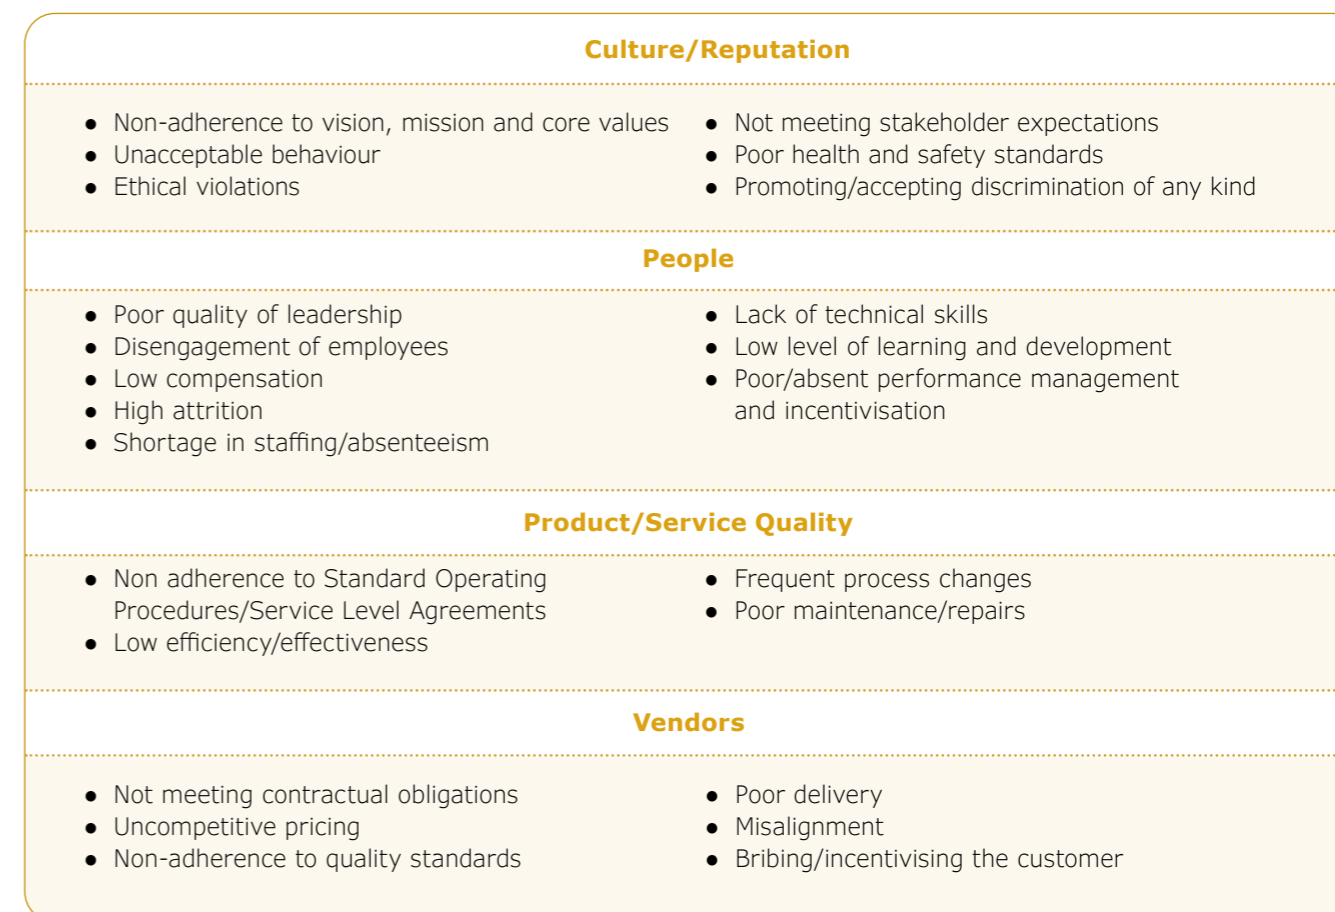 Culture/Reputation
● Non-adherence to vision, mission and core values
● Unacceptable behaviour
● Ethical violations
● Not meeting stakeholder expectations
● Poor health and safety standards
● Promoting/accepting discrimination of any kind
People
● Poor quality of leadership
● Disengagement of employees
● Low compensation
● High attrition
● Shortage in staffing/absenteeism
● Lack of technical skills
● Low level of learning and development
● Poor/absent performance management
and incentivisation
Product/Service Quality
● Non adherence to Standard Operating
Procedures/Service Level Agreements
● Low efficiency/effectiveness
● Frequent process changes
● Poor maintenance/repairs
Vendors
● Not meeting contractual obligations
● Uncompetitive pricing
● Non-adherence to quality standards
● Poor delivery
● Misalignment
● Bribing/incentivising the customer